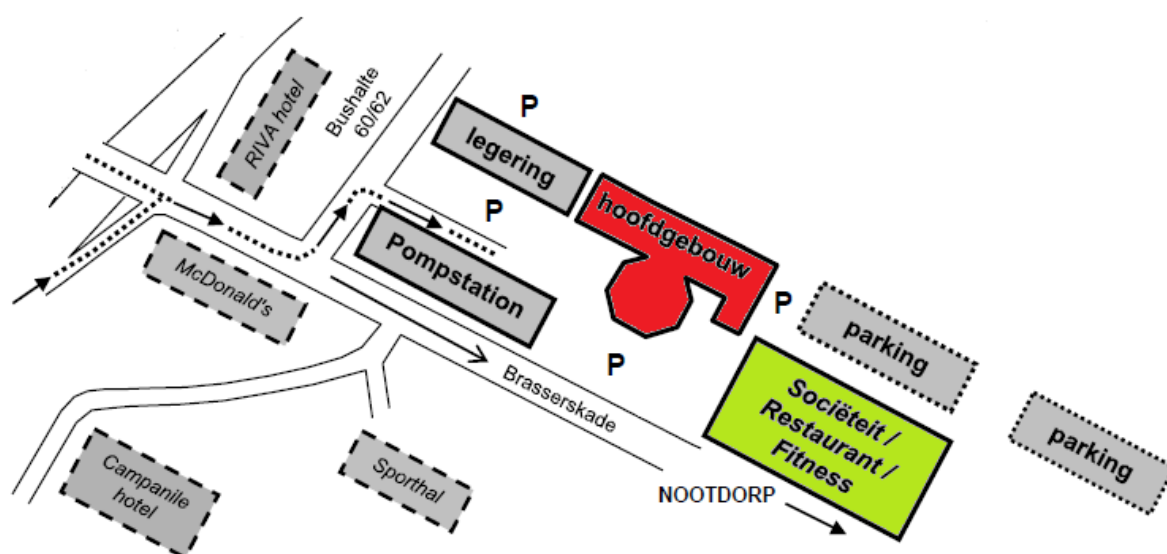 RIVA hotel
Bushalte
60/62
P
legering
P
hoofdgebouw
Pompstation
McDonald's
P
parking
P
Brasserskade
Sociëteit /
Restaurant /
Fitness
parking
Campanile
hotel
Sporthal
NOOTDORP